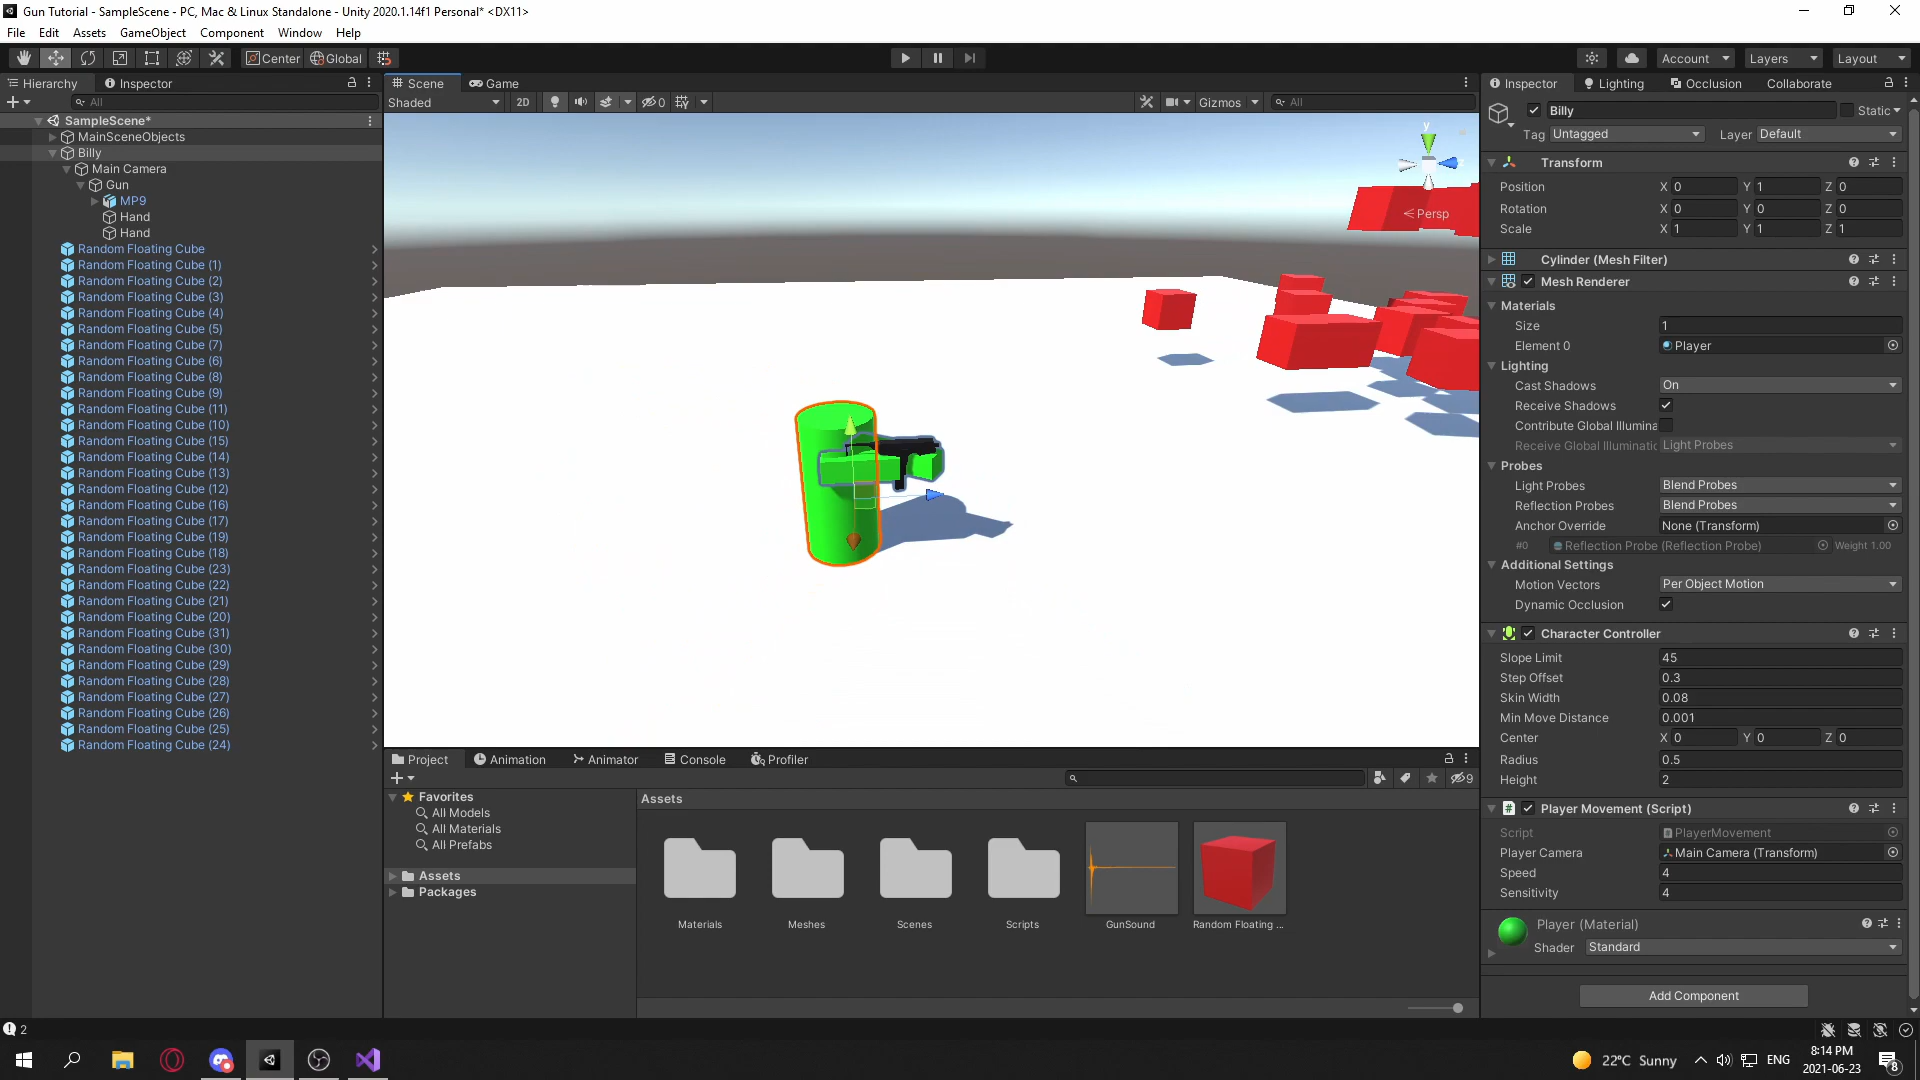 Gun Tutorial - SampleScene - PC, Mac & Linux Standalone - Unity 2020.1.14f1 Personal* <DX11>
File Edit Assets GameObject Component Window Help
Center Global Account Layers Layout
Hierarchy Inspector Scene Game Inspector Lighting Occlusion Collaborate
All Shaded 2D 0 Gizmos All
Billy Static
Tag Untagged Layer Default
SampleScene*
MainSceneObjects
Billy
Main Camera
Gun
MP9
Hand
Hand
Random Floating Cube
Random Floating Cube (1)
Random Floating Cube (2)
Random Floating Cube (3)
Random Floating Cube (4)
Random Floating Cube (5)
Random Floating Cube (7)
Random Floating Cube (6)
Random Floating Cube (8)
Random Floating Cube (9)
Random Floating Cube (11)
Random Floating Cube (10)
Random Floating Cube (15)
Random Floating Cube (14)
Random Floating Cube (13)
Random Floating Cube (12)
Random Floating Cube (16)
Random Floating Cube (17)
Random Floating Cube (19)
Random Floating Cube (18)
Random Floating Cube (23)
Random Floating Cube (22)
Random Floating Cube (21)
Random Floating Cube (20)
Random Floating Cube (31)
Random Floating Cube (30)
Random Floating Cube (29)
Random Floating Cube (28)
Random Floating Cube (27)
Random Floating Cube (26)
Random Floating Cube (25)
Random Floating Cube (24)
y
z
Persp
Transform
Position X 0 Y 1 Z 0
Rotation X 0 Y 0 Z 0
Scale X 1 Y 1 Z 1
Cylinder (Mesh Filter)
Mesh Renderer
Materials
Size 1
Element 0 Player
Lighting
Cast Shadows On
Receive Shadows
Contribute Global Illumina
Receive Global Illuminatic Light Probes
Probes
Light Probes Blend Probes
Reflection Probes Blend Probes
Anchor Override None (Transform)
#0 Reflection Probe (Reflection Probe) Weight 1.00
Additional Settings
Motion Vectors Per Object Motion
Dynamic Occlusion
Character Controller
Slope Limit 45
Step Offset 0.3
Skin Width 0.08
Min Move Distance 0.001
Center X 0 Y 0 Z 0
Radius 0.5
Height 2
Player Movement (Script)
Script PlayerMovement
Player Camera Main Camera (Transform)
Speed 4
Sensitivity 4
Player (Material)
Shader Standard
Add Component
Project Animation Animator Console Profiler
9
Favorites
All Models
All Materials
All Prefabs
Assets
Packages
Assets
Materials Meshes Scenes Scripts GunSound Random Floating ...
2
22°C Sunny ENG 8:14 PM
2021-06-23
8